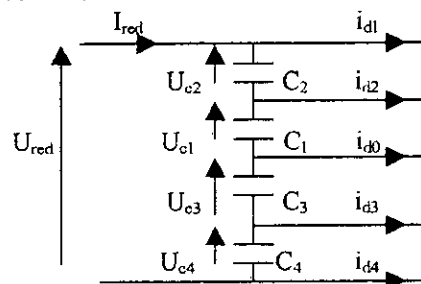 I_red i_d1
U_c2 C_2 i_d2
U_c1 C_1 i_d0
U_red
U_c3 C_3 i_d3
U_c4 C_4 i_d4